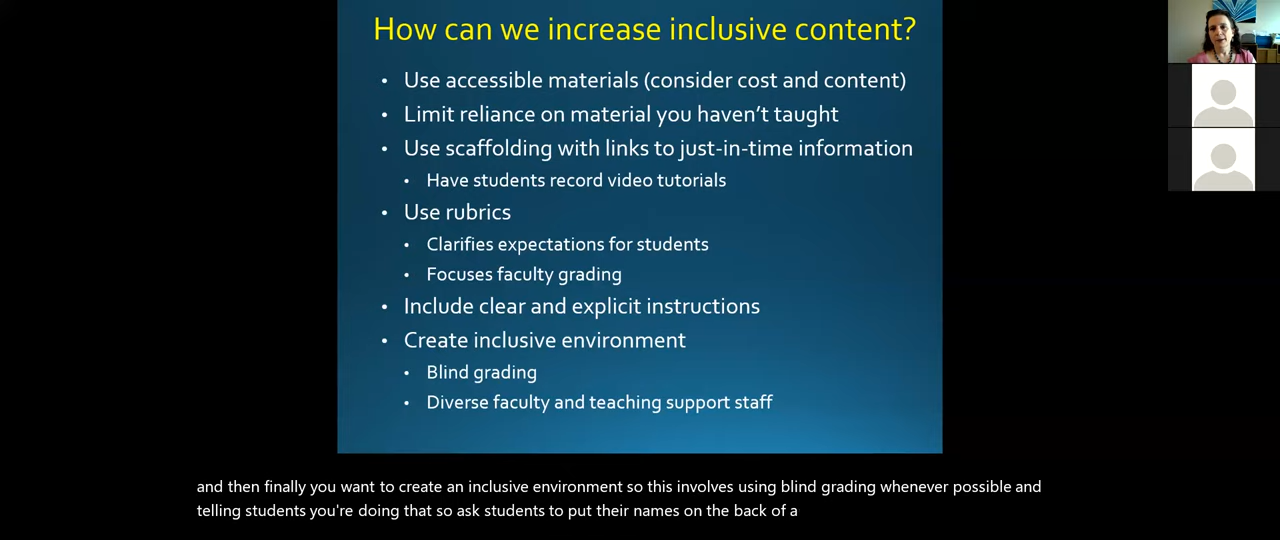 How can we increase inclusive content?
• Use accessible materials (consider cost and content)
• Limit reliance on material you haven't taught
• Use scaffolding with links to just-in-time information
• Have students record video tutorials
• Use rubrics
• Clarifies expectations for students
• Focuses faculty grading
• Include clear and explicit instructions
• Create inclusive environment
• Blind grading
• Diverse faculty and teaching support staff
and then finally you want to create an inclusive environment so this involves using blind grading whenever possible and
telling students you're doing that so ask students to put their names on the back of a